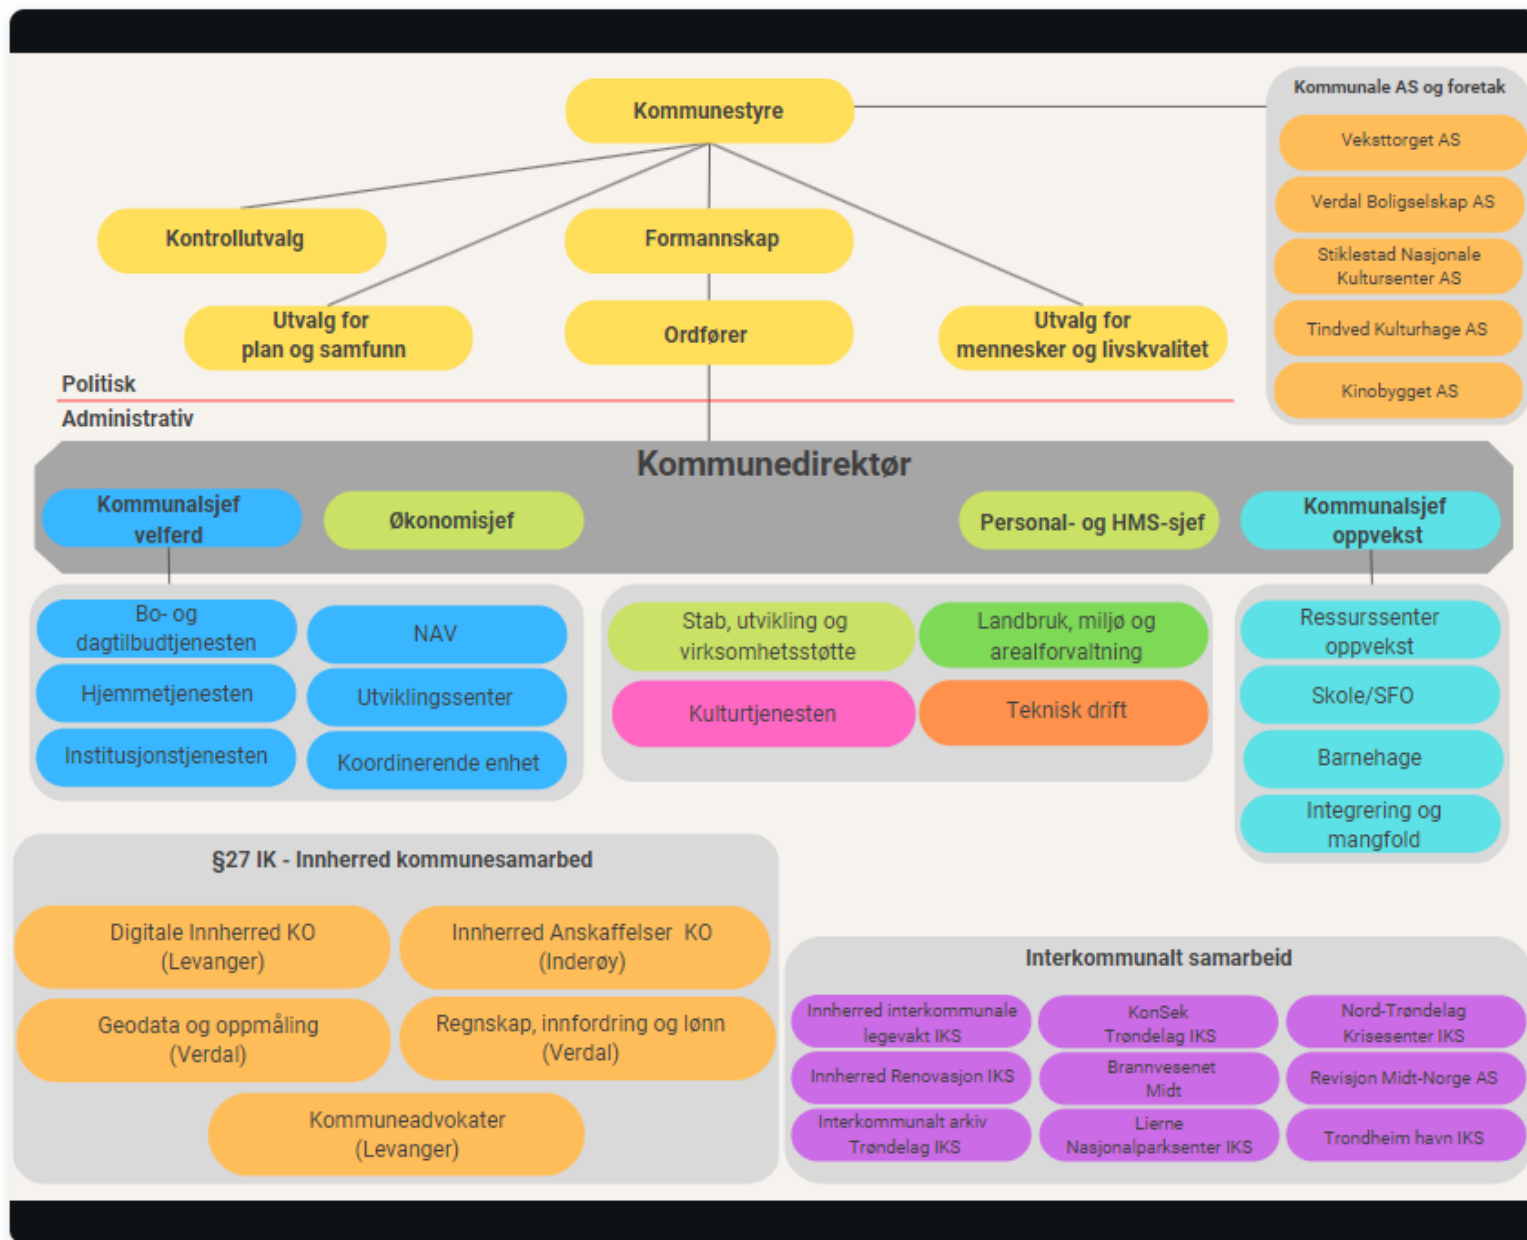 Kommunestyre
Kommunale AS og foretak
Veksttorget AS
Verdal Boligselskap AS
Stiklestad Nasjonale
Kultursenter AS
Tindved Kulturhage AS
Kinobygget AS
Kontrollutvalg
Formannskap
Utvalg for
plan og samfunn
Ordfører
Utvalg for
mennesker og livskvalitet
Politisk
Administrativ
Kommunedirektør
Kommunalsjef
velferd
Økonomisjef
Personal- og HMS-sjef
Kommunalsjef
oppvekst
Bo- og
dagtilbudtjenesten
NAV
Hjemmetjenesten
Utviklingssenter
Institusjonstjenesten
Koordinerende enhet
Stab, utvikling og
virksomhetsstøtte
Landbruk, miljø og
arealforvaltning
Kulturtjenesten
Teknisk drift
Ressurssenter
oppvekst
Skole/SFO
Barnehage
Integrering og
mangfold
§27 IK - Innherred kommunesamarbed
Digitale Innherred KO
(Levanger)
Innherred Anskaffelser KO
(Inderøy)
Geodata og oppmåling
(Verdal)
Regnskap, innfordring og lønn
(Verdal)
Kommuneadvokater
(Levanger)
Interkommunalt samarbeid
Innherred interkommunale
legevakt IKS
KonSek
Trøndelag IKS
Nord-Trøndelag
Krisesenter IKS
Innherred Renovasjon IKS
Brannvesenet
Midt
Revisjon Midt-Norge AS
Interkommunalt arkiv
Trøndelag IKS
Lierne
Nasjonalparksenter IKS
Trondheim havn IKS